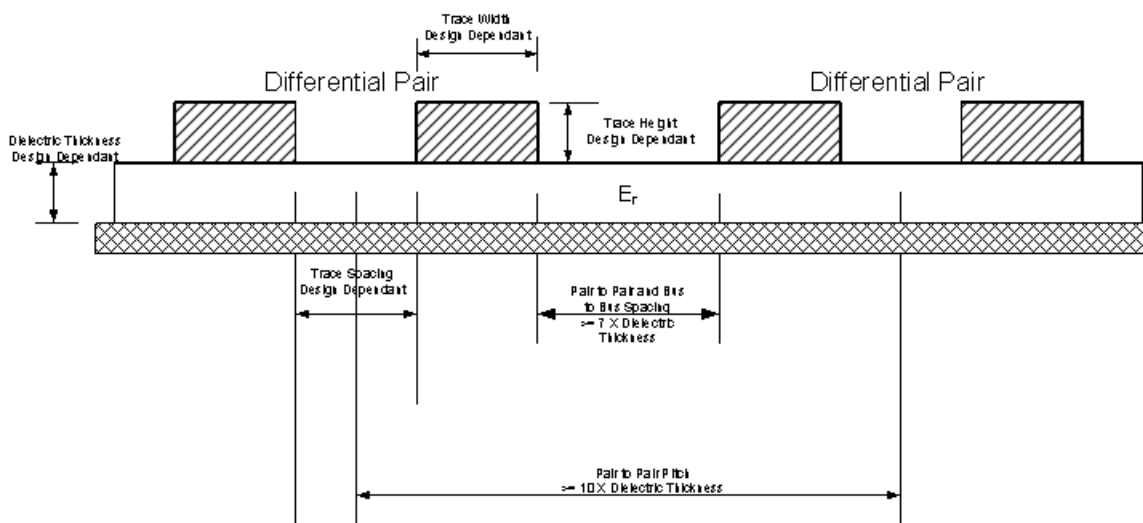 Trace Width
Design Dependant
Differential Pair
Differential Pair
Trace Height
Design Dependant
Dielectric Thickness
Design Dependant
Er
Trace Spacing
Design Dependant
Pair to Pair and Bus
to Bus Spacing
>= 7 X Dielectric
Thickness
Pair to Pair Pitch
>= 10 X Dielectric Thickness